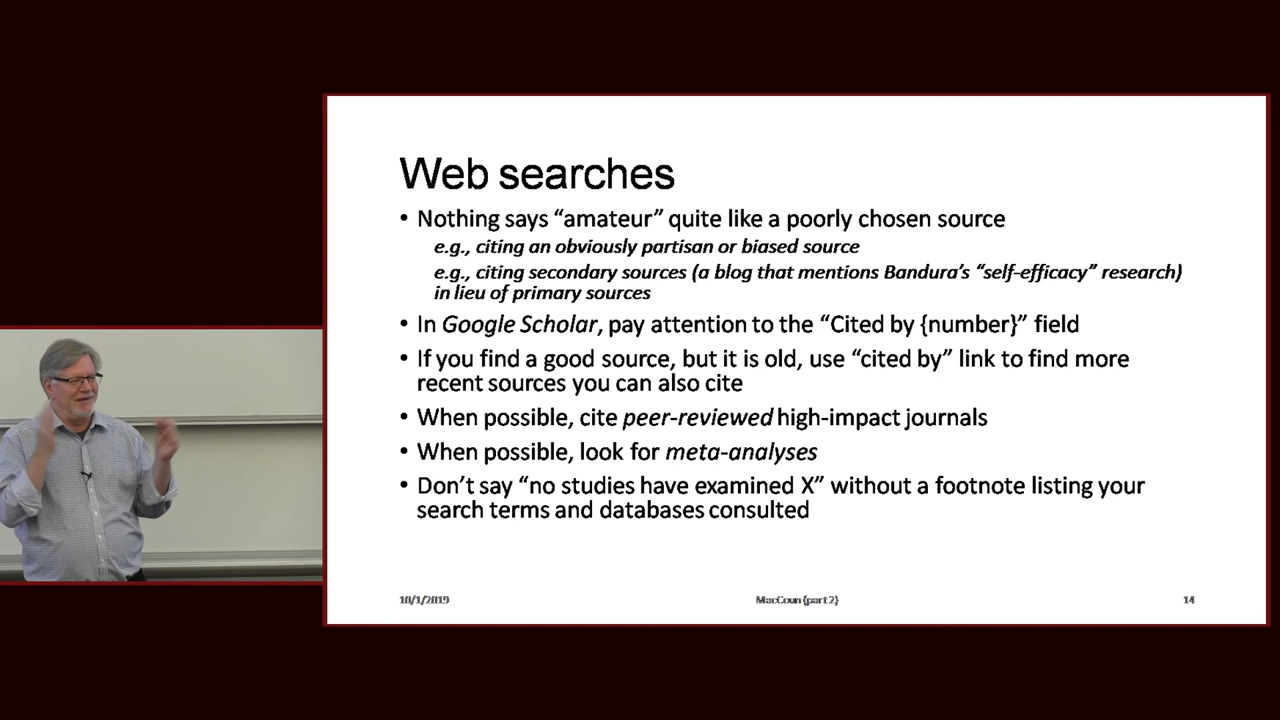 Web searches
• Nothing says “amateur” quite like a poorly chosen source
e.g., citing an obviously partisan or biased source
e.g., citing secondary sources (a blog that mentions Bandura’s “self-efficacy” research)
in lieu of primary sources
• In Google Scholar, pay attention to the “Cited by {number}” field
• If you find a good source, but it is old, use “cited by” link to find more
recent sources you can also cite
• When possible, cite peer-reviewed high-impact journals
• When possible, look for meta-analyses
• Don’t say “no studies have examined X” without a footnote listing your
search terms and databases consulted
10/1/2019 MacCoun (part 2) 14